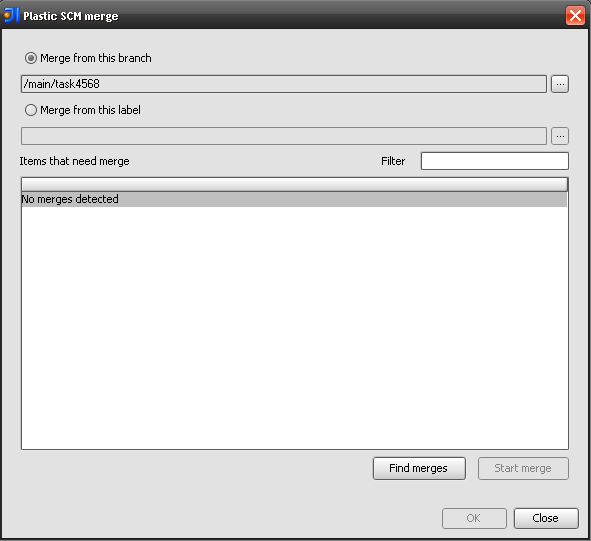 Plastic SCM merge
Merge from this branch
/main/task4568
...
Merge from this label
...
Items that need merge Filter
No merges detected
Find merges Start merge
OK Close